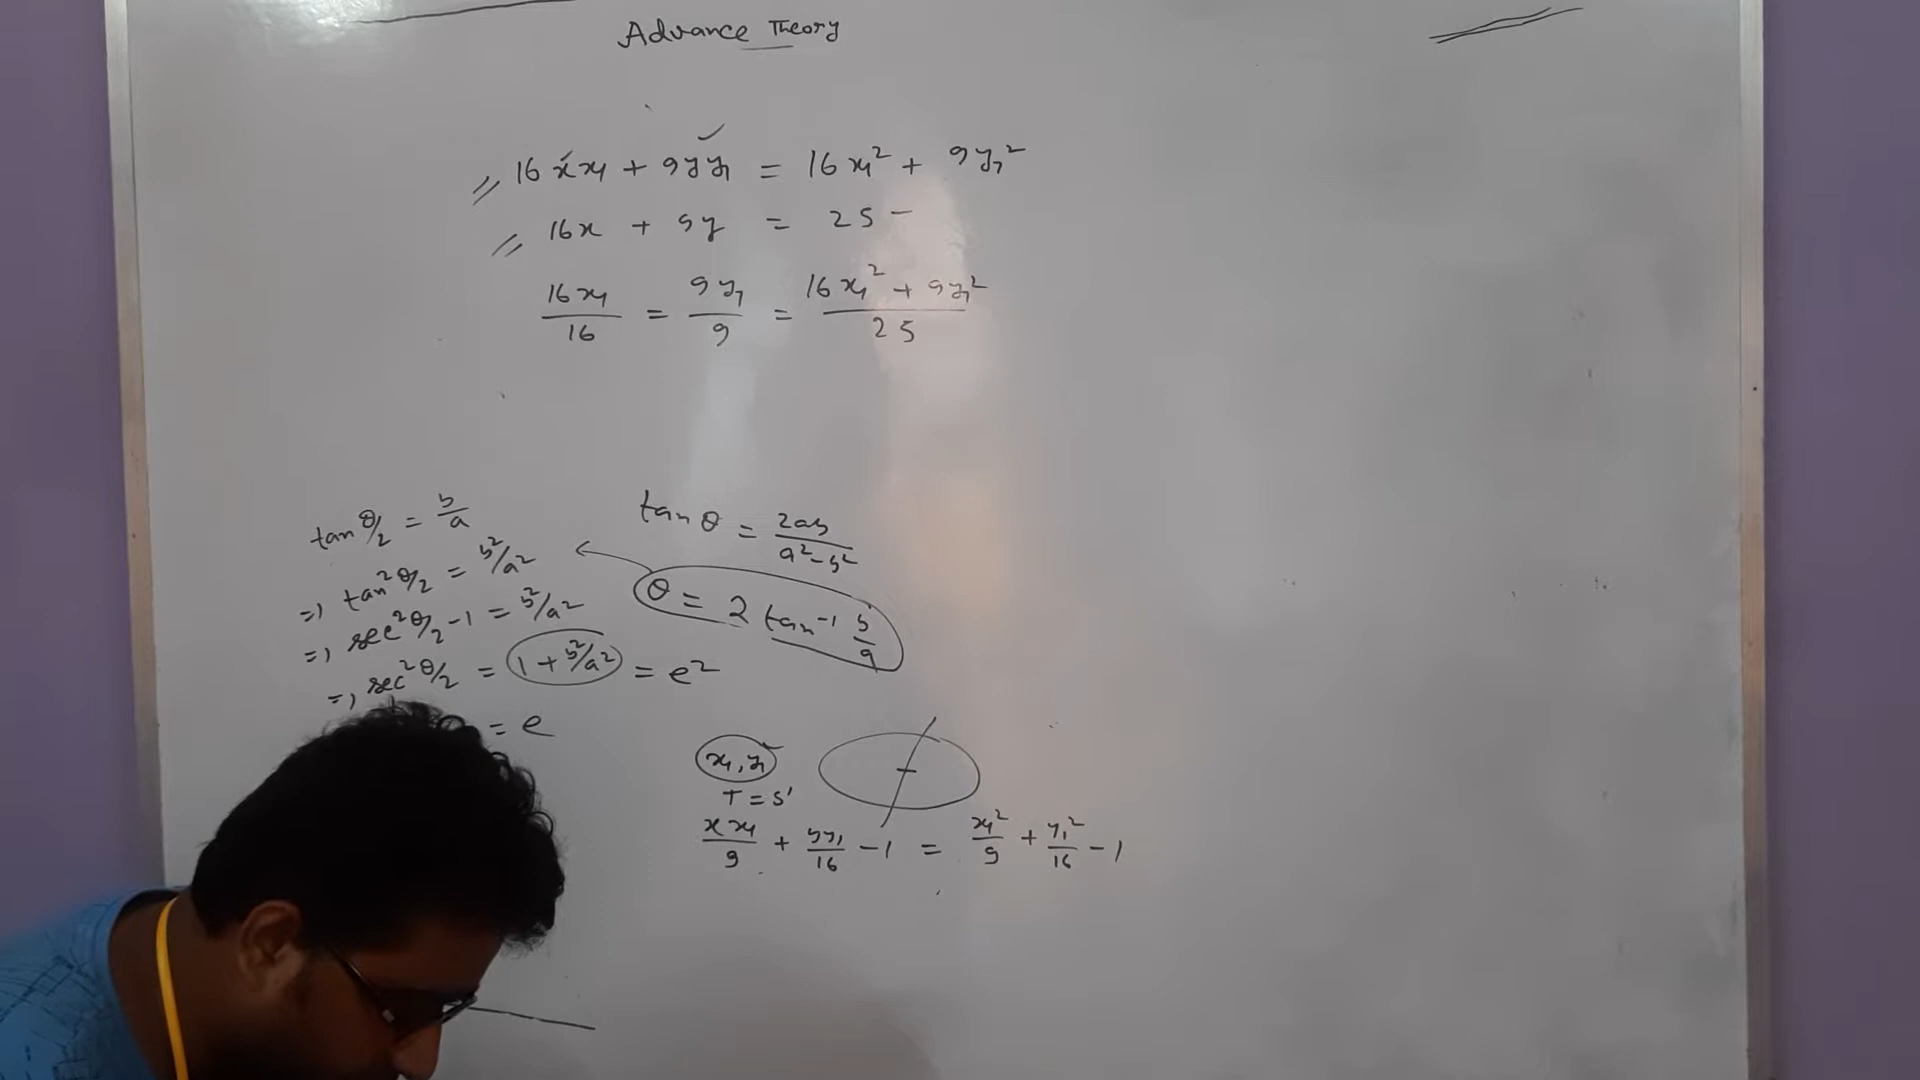 Advance Theory
16xx₁ + 9yy₁ = 16x₁² + 9y₁²
16x + 9y = 25
16x₁/16 = 9y₁/9 = (16x₁² + 9y₁²)/25
tan θ/2 = b/a
=> tan² θ/2 = b²/a²
=> sec² θ/2 - 1 = b²/a²
=> sec² θ/2 = 1 + b²/a² = e²
= e
tan θ = 2ab/(a² - b²)
θ = 2 tan⁻¹ b/a
x₁, y₁
T = S'
xx₁/9 + yy₁/16 - 1 = x₁²/9 + y₁²/16 - 1